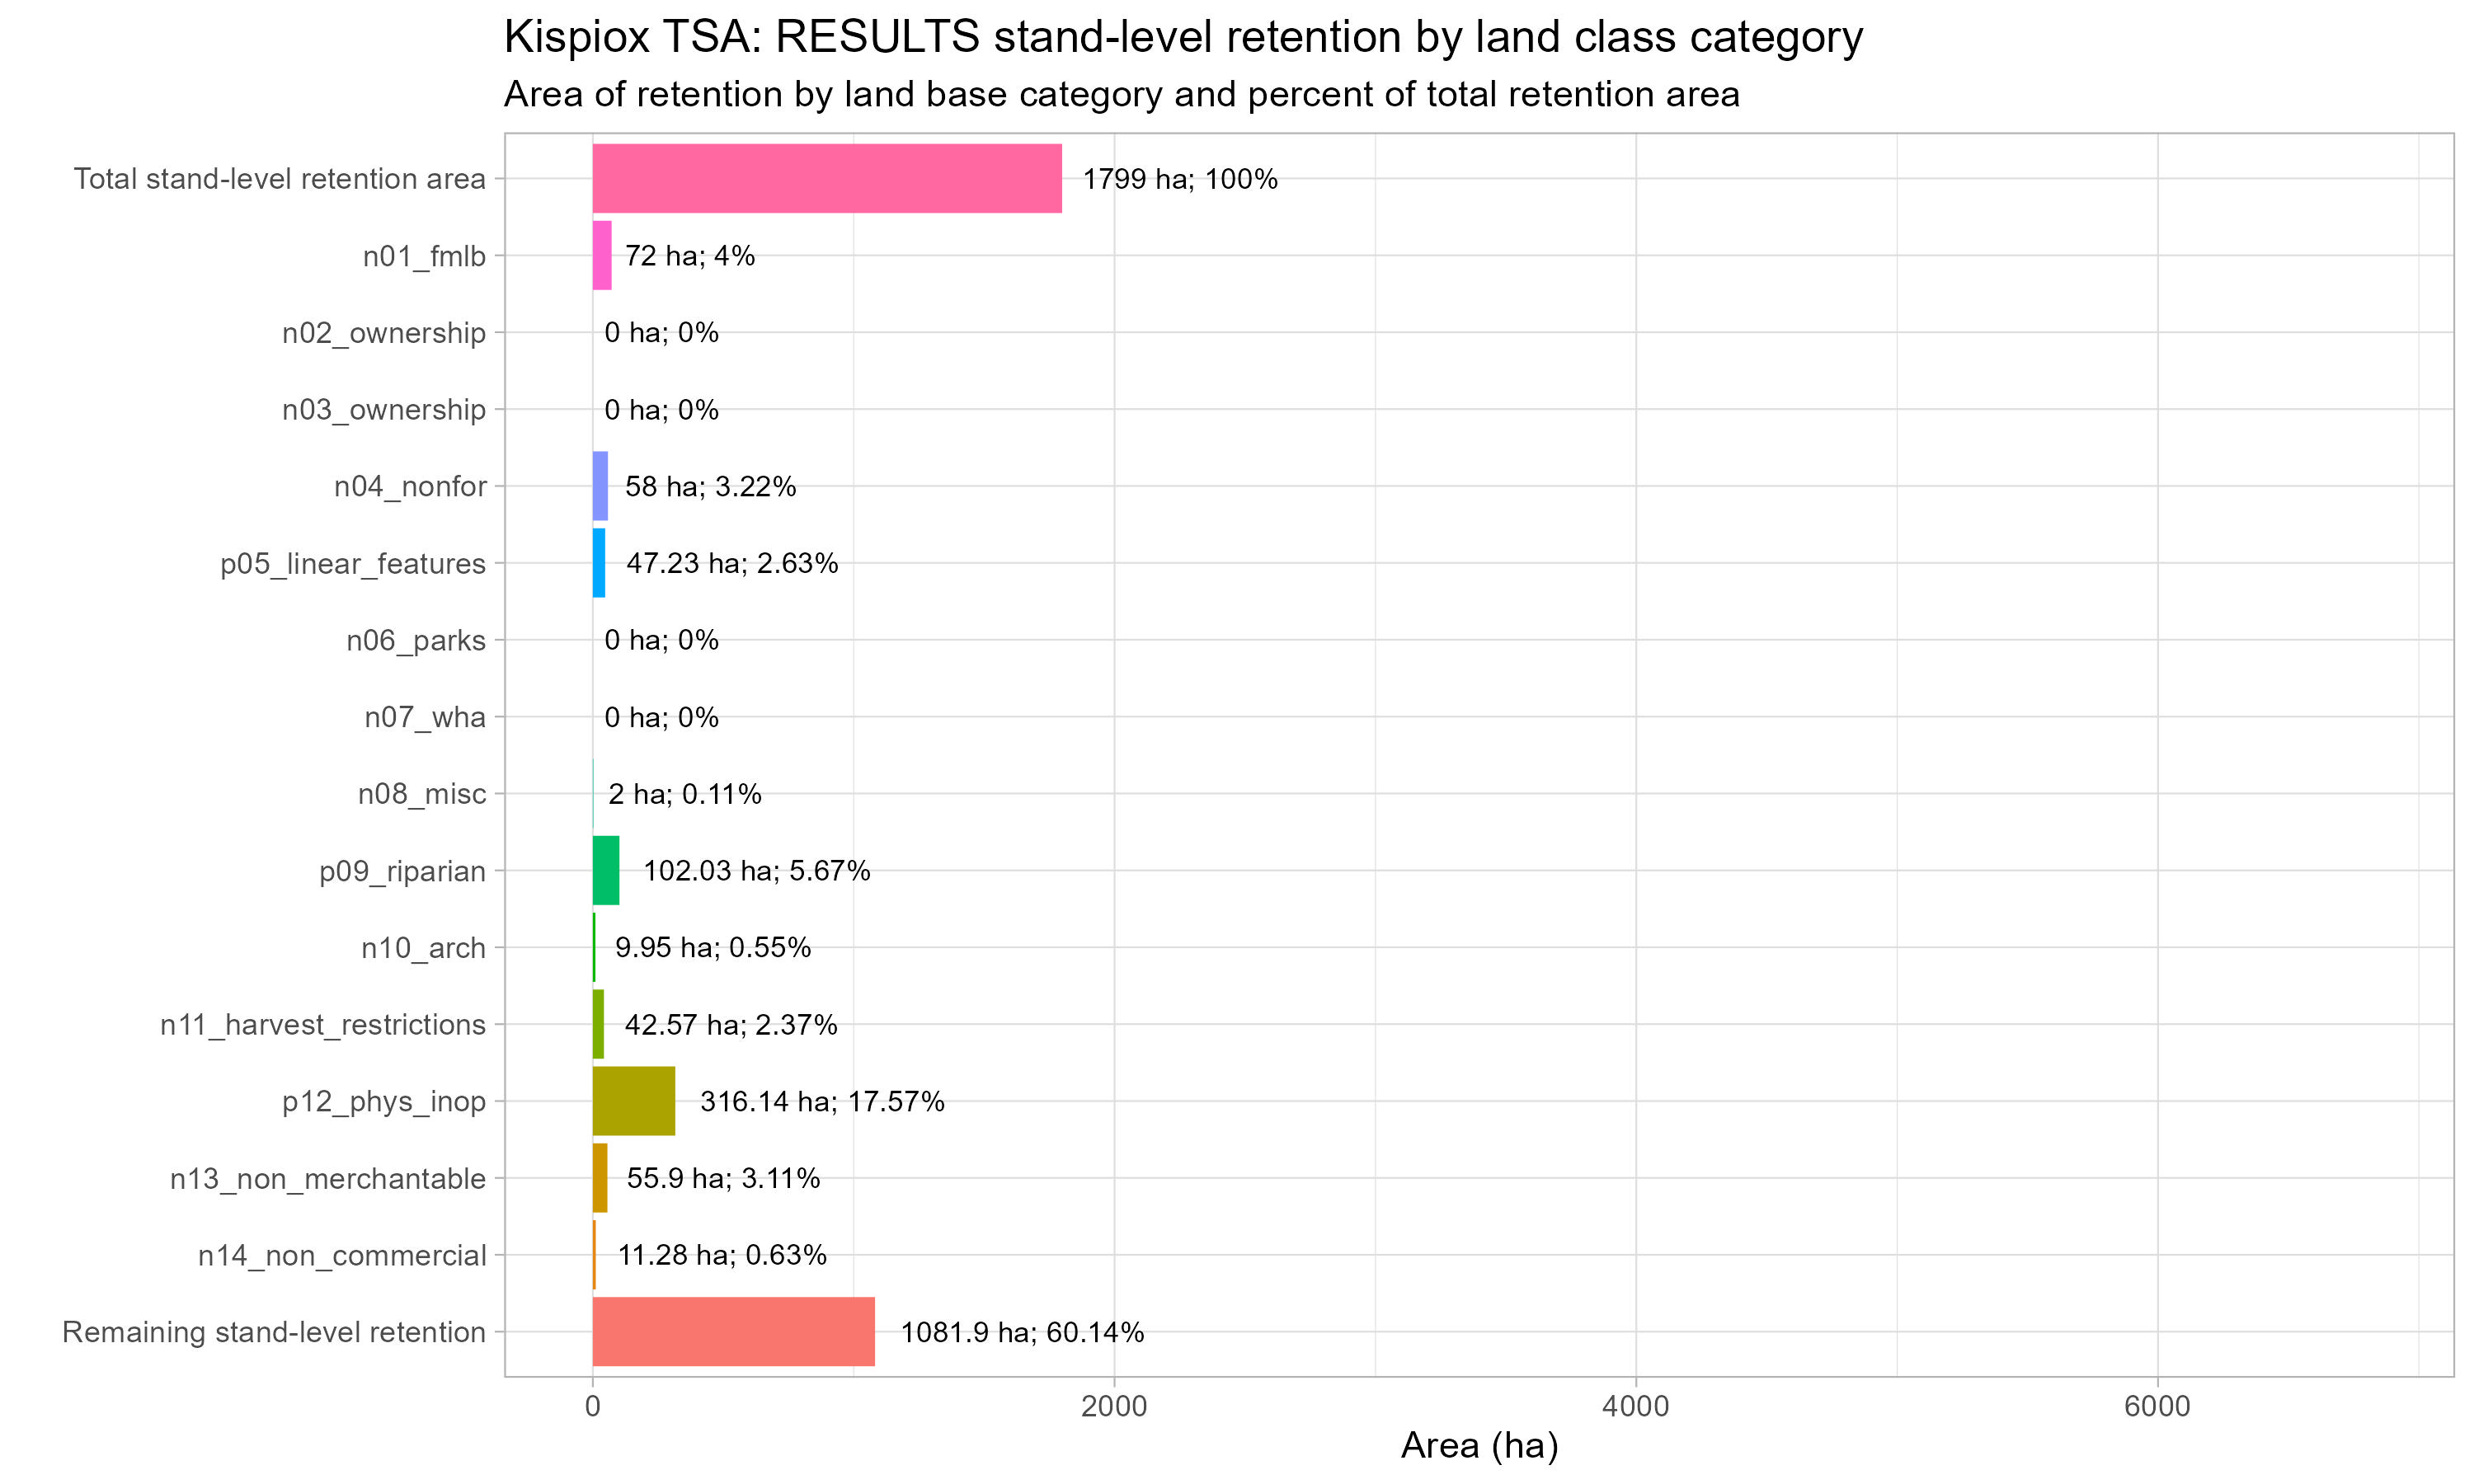 Kispiox TSA: RESULTS stand-level retention by land class category
Area of retention by land base category and percent of total retention area
Total stand-level retention area 1799 ha; 100%
n01_fmlb 72 ha; 4%
n02_ownership 0 ha; 0%
n03_ownership 0 ha; 0%
n04_nonfor 58 ha; 3.22%
p05_linear_features 47.23 ha; 2.63%
n06_parks 0 ha; 0%
n07_wha 0 ha; 0%
n08_misc 2 ha; 0.11%
p09_riparian 102.03 ha; 5.67%
n10_arch 9.95 ha; 0.55%
n11_harvest_restrictions 42.57 ha; 2.37%
p12_phys_inop 316.14 ha; 17.57%
n13_non_merchantable 55.9 ha; 3.11%
n14_non_commercial 11.28 ha; 0.63%
Remaining stand-level retention 1081.9 ha; 60.14%
0 2000 4000 6000
Area (ha)